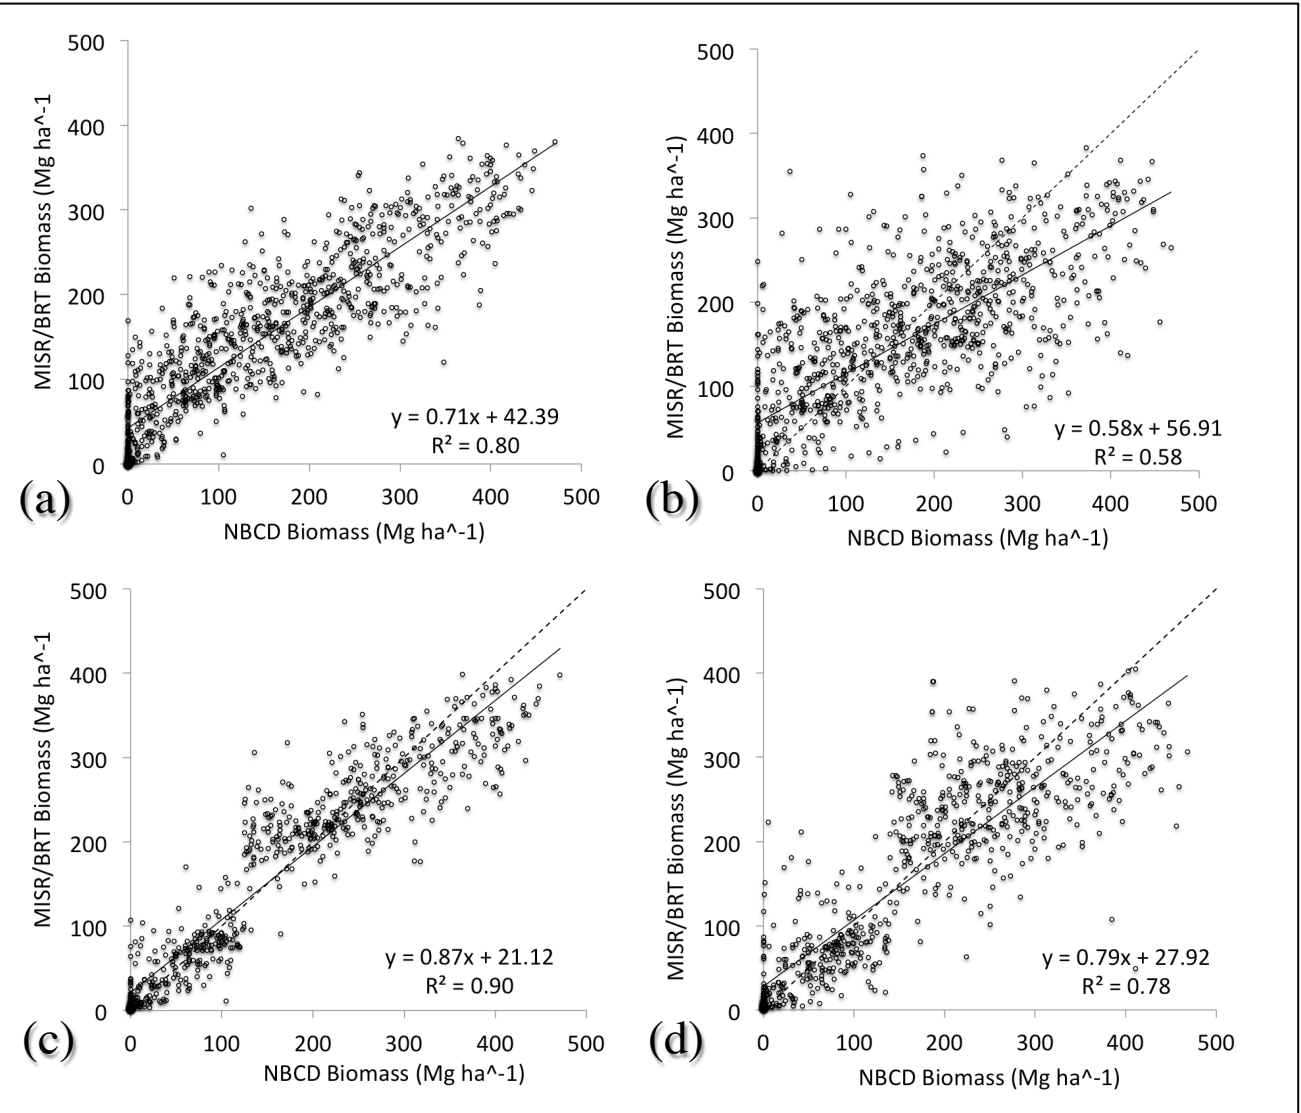 500
400
300
200
100
0
MISR/BRT Biomass (Mg ha^-1
y = 0.71x + 42.39
R² = 0.80
0 100 200 300 400 500
NBCD Biomass (Mg ha^-1)
(a)
500
400
300
200
100
0
MISR/BRT Biomass (Mg ha^-1)
y = 0.58x + 56.91
R² = 0.58
0 100 200 300 400 500
NBCD Biomass (Mg ha^-1)
(b)
500
400
300
200
100
0
MISR/BRT Biomass (Mg ha^-1
y = 0.87x + 21.12
R² = 0.90
0 100 200 300 400 500
NBCD Biomass (Mg ha^-1)
(c)
500
400
300
200
100
0
MISR/BRT Biomass (Mg ha^-1)
y = 0.79x + 27.92
R² = 0.78
0 100 200 300 400 500
NBCD Biomass (Mg ha^-1)
(d)